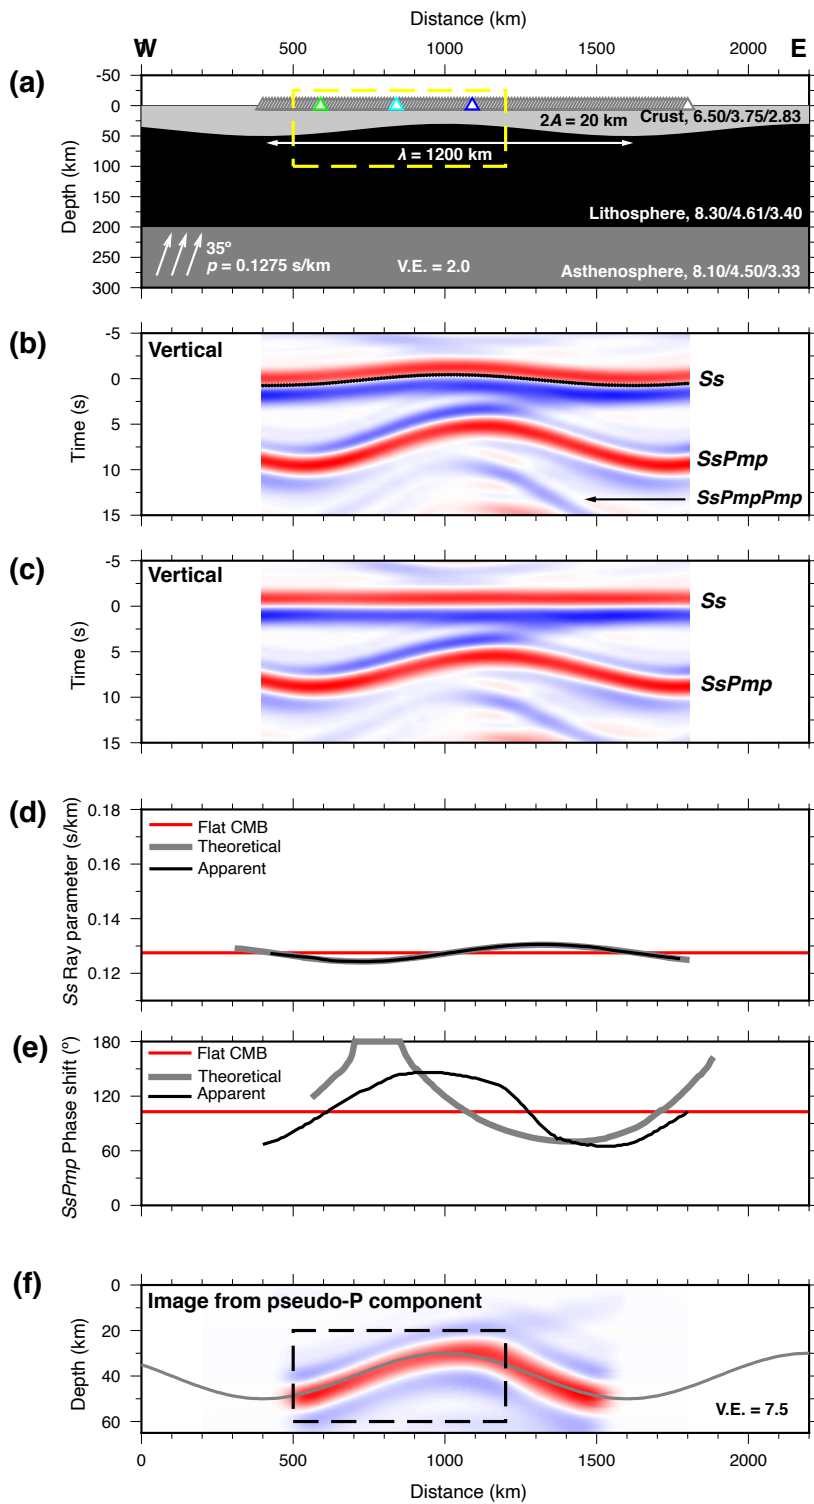 Distance (km)
W 500 1000 1500 2000 E
(a)
-50
0
50
100
150
200
250
300
Depth (km)
2A = 20 km
Crust, 6.50/3.75/2.83
λ = 1200 km
Lithosphere, 8.30/4.61/3.40
35°
p = 0.1275 s/km
V.E. = 2.0
Asthenosphere, 8.10/4.50/3.33
(b)
-5
0
5
10
15
Time (s)
Vertical
Ss
SsPmp
SsPmpPmp
(c)
-5
0
5
10
15
Time (s)
Vertical
Ss
SsPmp
(d)
0.18
0.16
0.14
0.12
Ss Ray parameter (s/km)
Flat CMB
Theoretical
Apparent
(e)
180
120
60
0
SsPmp Phase shift (°)
Flat CMB
Theoretical
Apparent
(f)
0
20
40
60
Depth (km)
Image from pseudo-P component
V.E. = 7.5
0 500 1000 1500 2000
Distance (km)